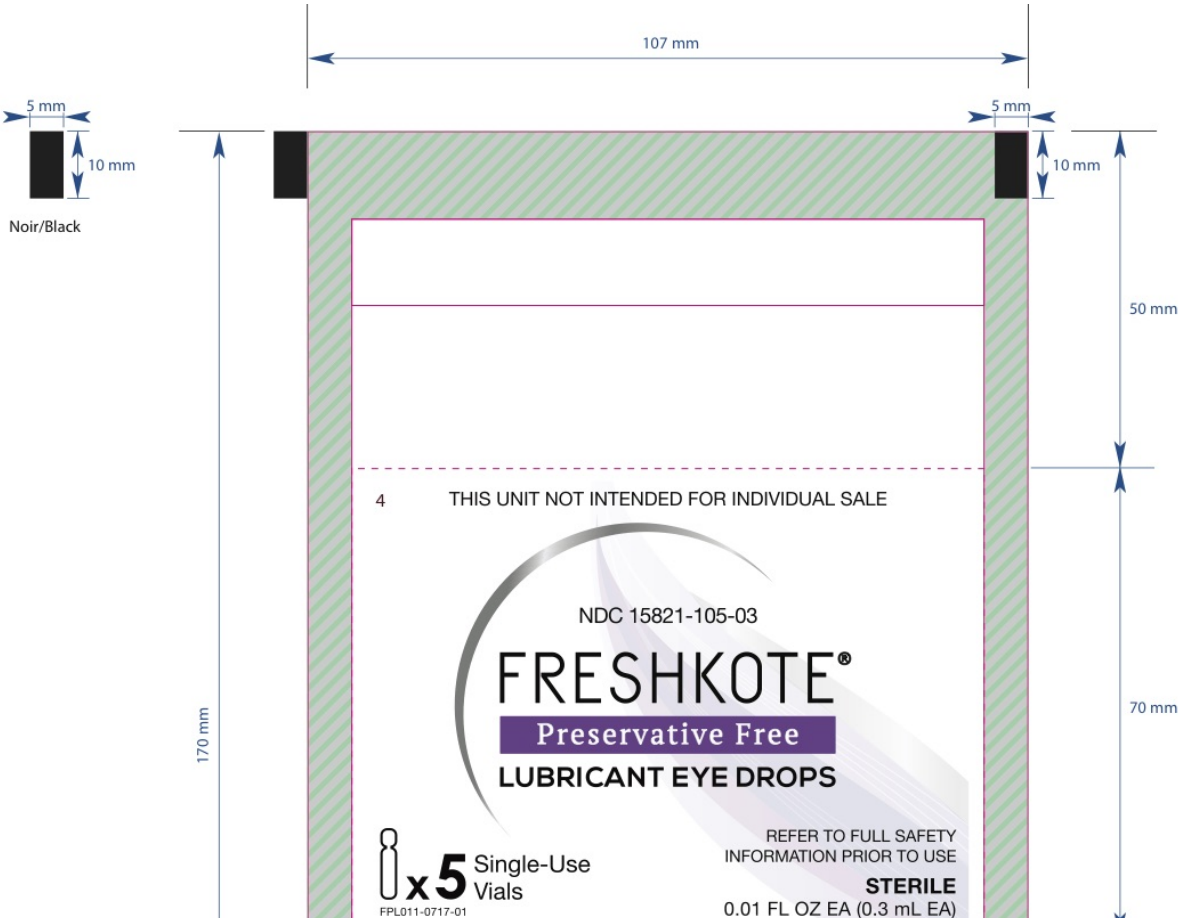 107 mm
5 mm
5 mm
10 mm
10 mm
Noir/Black
50 mm
4
THIS UNIT NOT INTENDED FOR INDIVIDUAL SALE
NDC 15821-105-03
FRESHKOTE®
Preservative Free
LUBRICANT EYE DROPS
170 mm
70 mm
x 5 Single-Use
Vials
FPL011-0717-01
REFER TO FULL SAFETY
INFORMATION PRIOR TO USE
STERILE
0.01 FL OZ EA (0.3 mL EA)